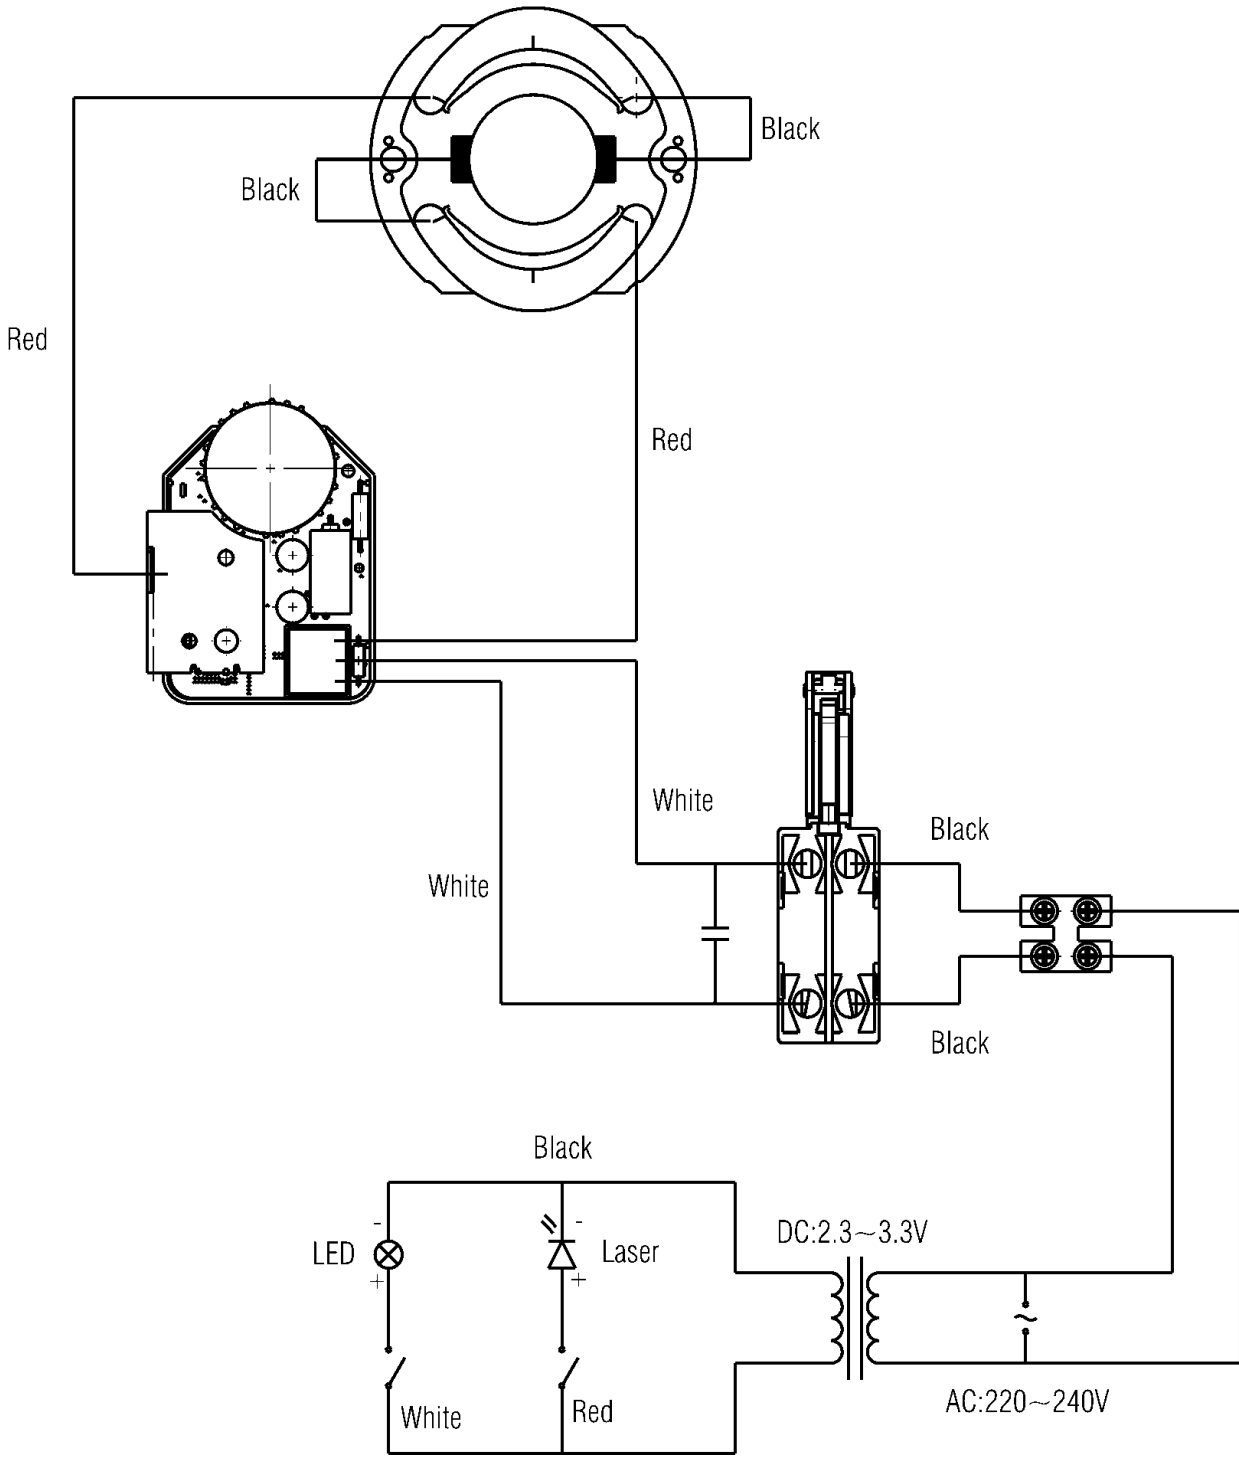 Black
Black
Red
Red
White
Black
White
Black
Black
DC:2.3~3.3V
-
-
LED
Laser
+
+
~
AC:220~240V
White
Red